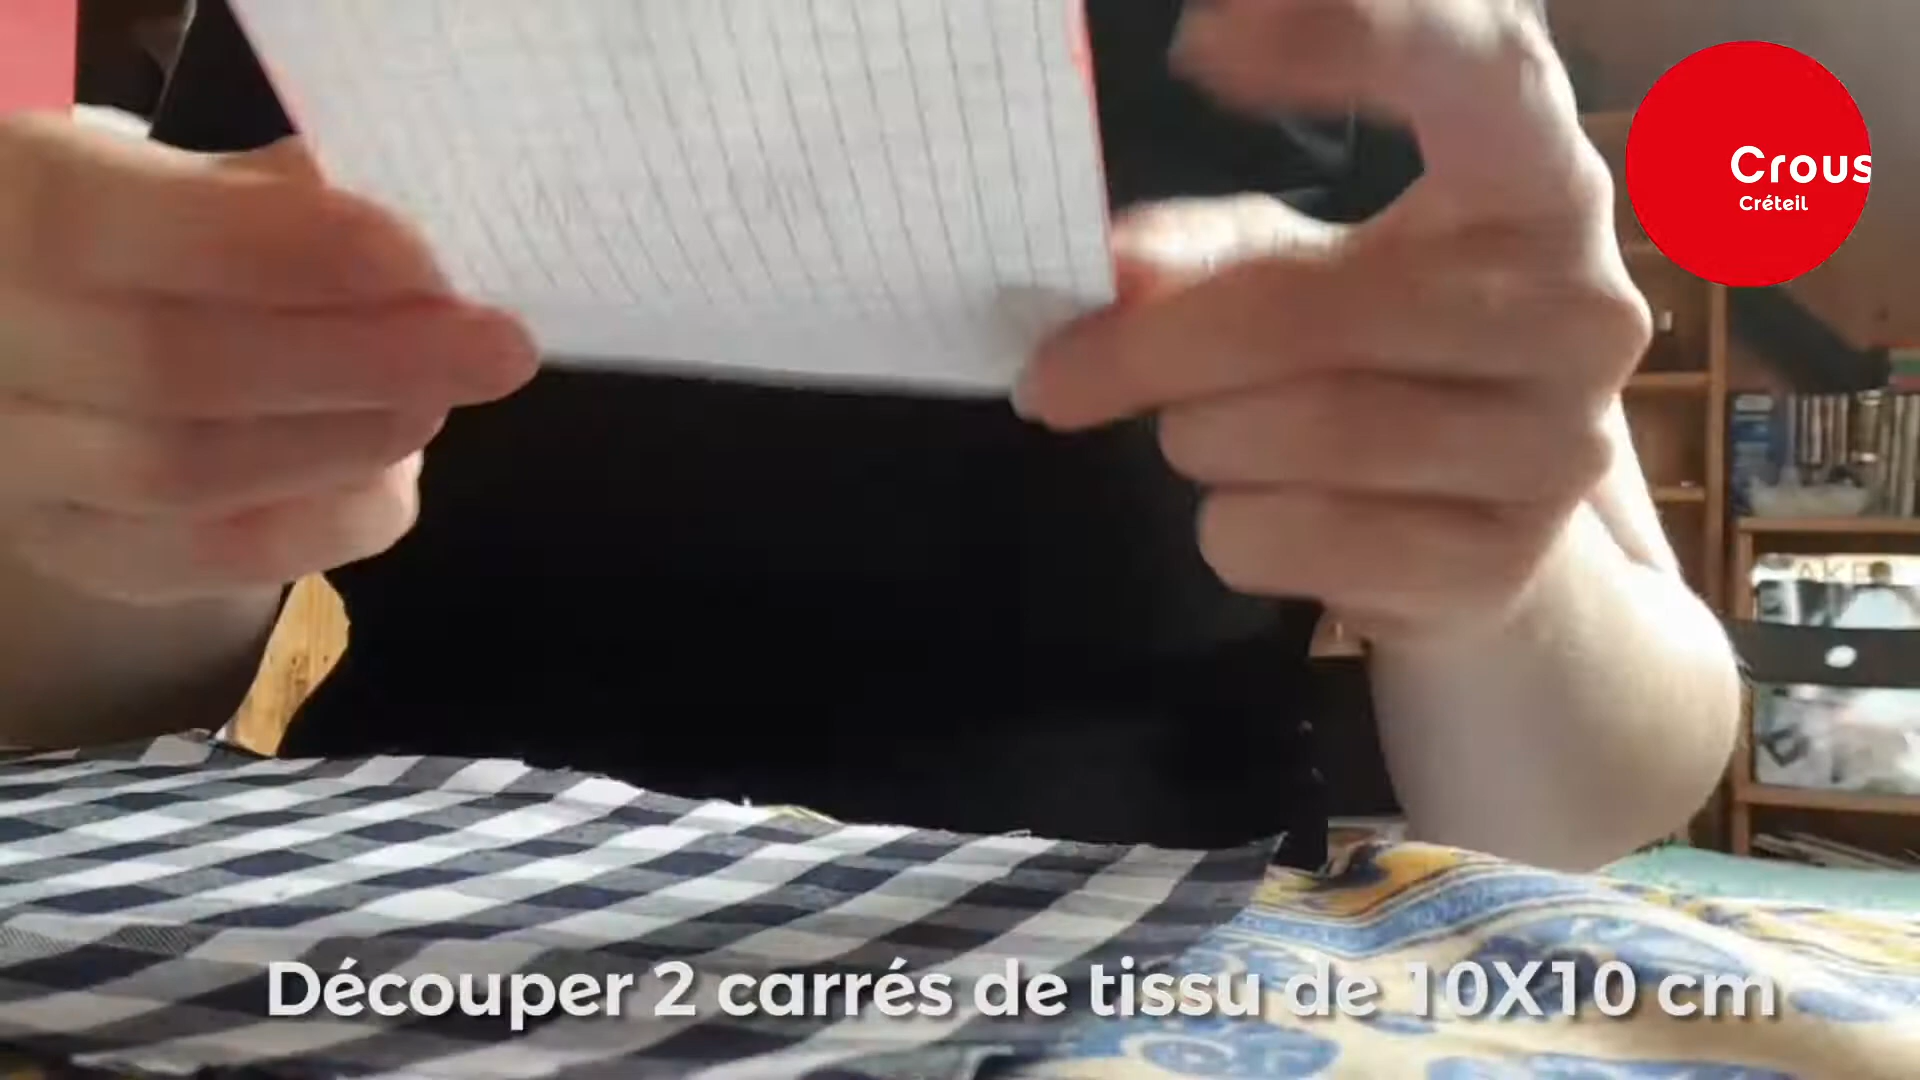 Crous
Créteil
Découper 2 carrés de tissu de 10X10 cm